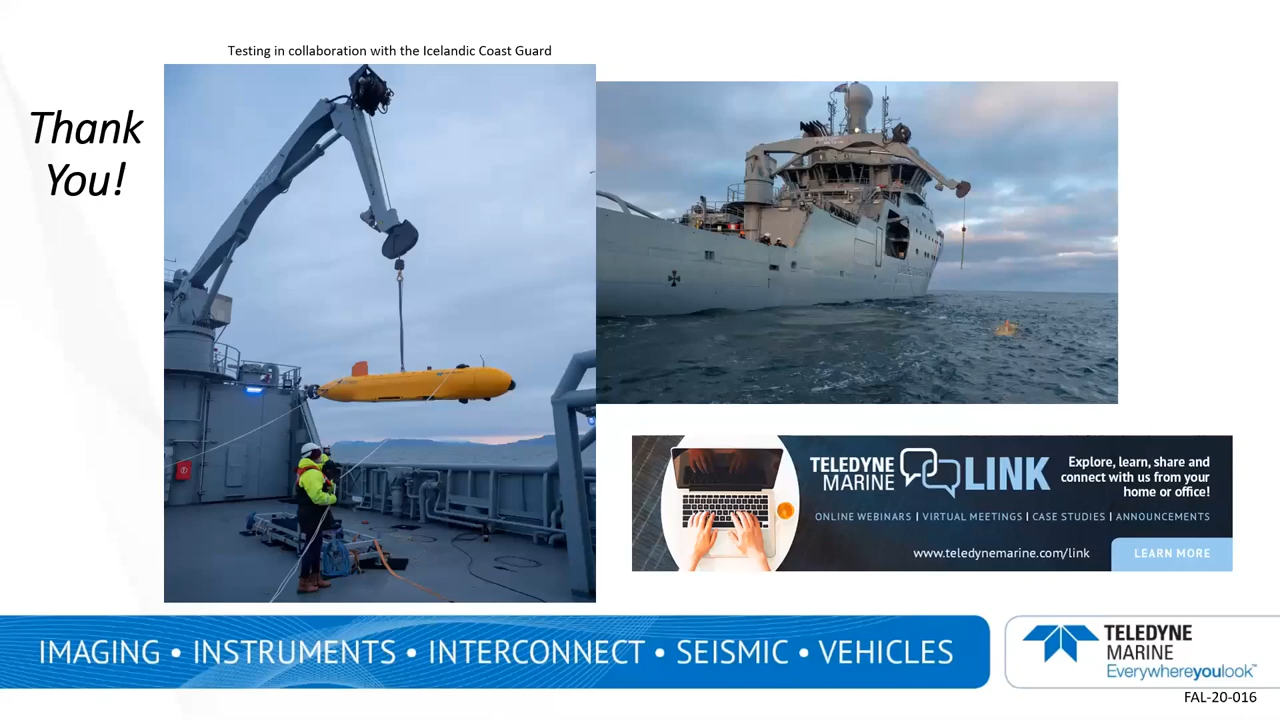 Testing in collaboration with the Icelandic Coast Guard
Thank
You!
TELEDYNE
MARINE
LINK
Explore, learn, share and
connect with us from your
home or office!
ONLINE WEBINARS | VIRTUAL MEETINGS | CASE STUDIES | ANNOUNCEMENTS
www.teledynemarine.com/link
LEARN MORE
IMAGING • INSTRUMENTS • INTERCONNECT • SEISMIC • VEHICLES
TELEDYNE
MARINE
Everywhereyoulook™
FAL-20-016